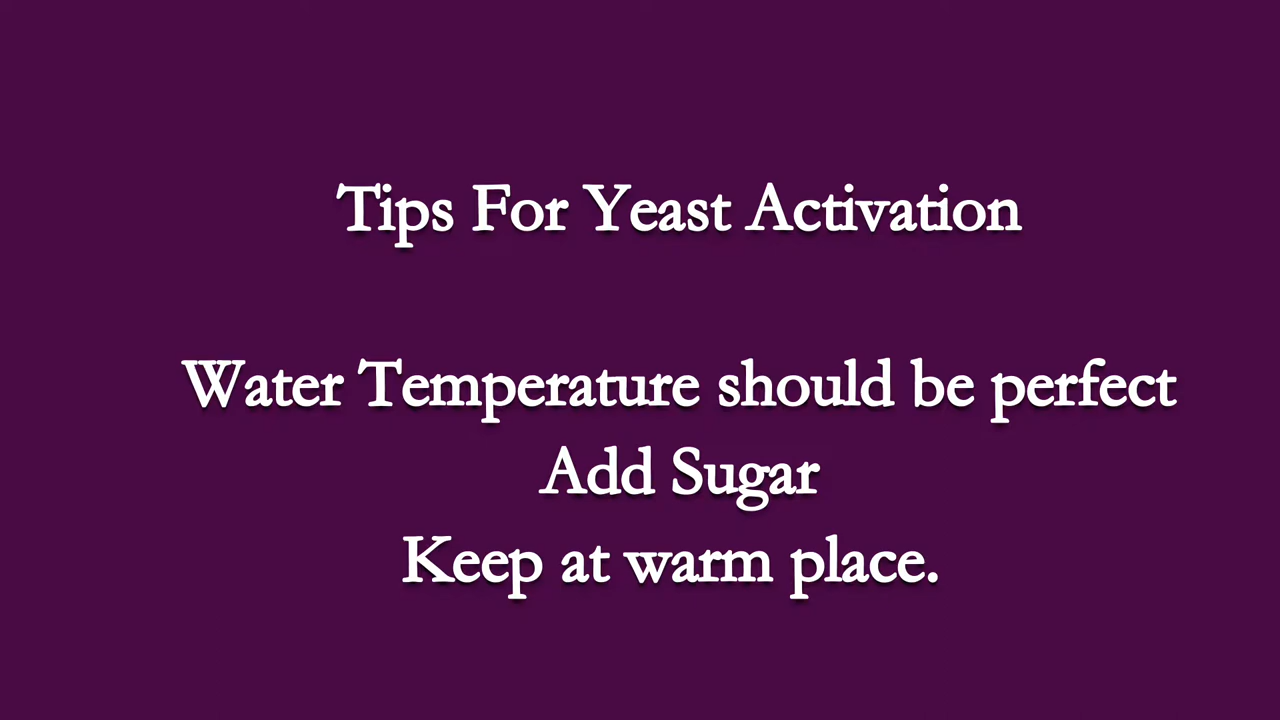 Tips For Yeast Activation
Water Temperature should be perfect
Add Sugar
Keep at warm place.